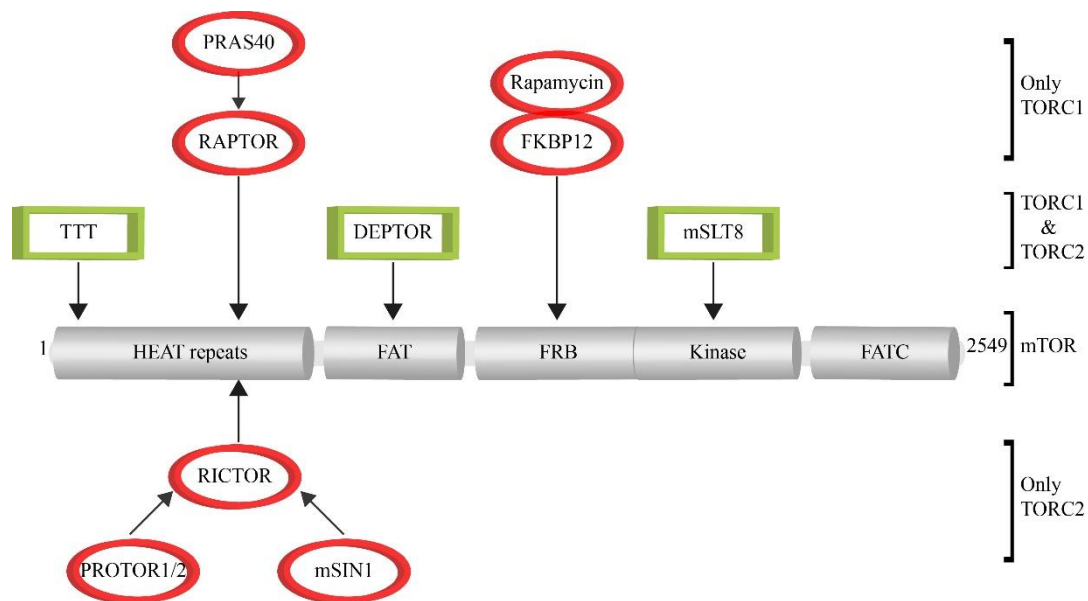 PRAS40
Rapamycin
Only
TORC1
RAPTOR
FKBP12
TTT
DEPTOR
mSLT8
TORC1
&
TORC2
1
HEAT repeats
FAT
FRB
Kinase
FATC
2549
mTOR
RICTOR
Only
TORC2
PROTOR1/2
mSIN1